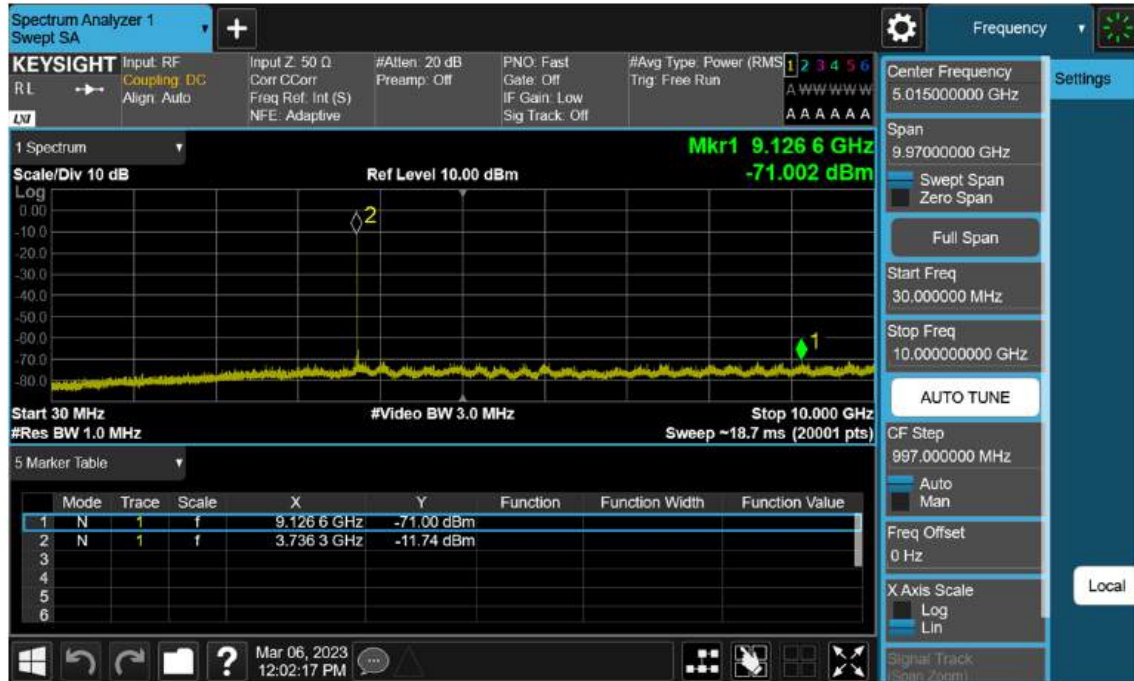 Spectrum Analyzer 1
Swept SA
Frequency
KEYSIGHT
RL
LXI
Input: RF
Coupling: DC
Align: Auto
Input Z: 50 Ω
Corr CCorr
Freq Ref: Int (S)
NFE: Adaptive
#Atten: 20 dB
Preamp: Off
PNO: Fast
Gate: Off
IF Gain: Low
Sig Track: Off
#Avg Type: Power (RMS
Trig: Free Run
1 2 3 4 5 6
A W W W W W
A A A A A A
Center Frequency
5.015000000 GHz
Settings
1 Spectrum
Mkr1 9.126 6 GHz
-71.002 dBm
Scale/Div 10 dB
Ref Level 10.00 dBm
Log
0.00
-10.0
-20.0
-30.0
-40.0
-50.0
-60.0
-70.0
-80.0
2
1
Start 30 MHz
#Video BW 3.0 MHz
Stop 10.000 GHz
#Res BW 1.0 MHz
Sweep ~18.7 ms (20001 pts)
Span
9.97000000 GHz
Swept Span
Zero Span
Full Span
Start Freq
30.000000 MHz
Stop Freq
10.000000000 GHz
AUTO TUNE
CF Step
997.000000 MHz
Auto
Man
Freq Offset
0 Hz
X Axis Scale
Log
Lin
Signal Track
(Span Zoom)
Local
5 Marker Table
Mode Trace Scale X Y Function Function Width Function Value
1 N 1 f 9.126 6 GHz -71.00 dBm
2 N 1 f 3.736 3 GHz -11.74 dBm
3
4
5
6
?
Mar 06, 2023
12:02:17 PM